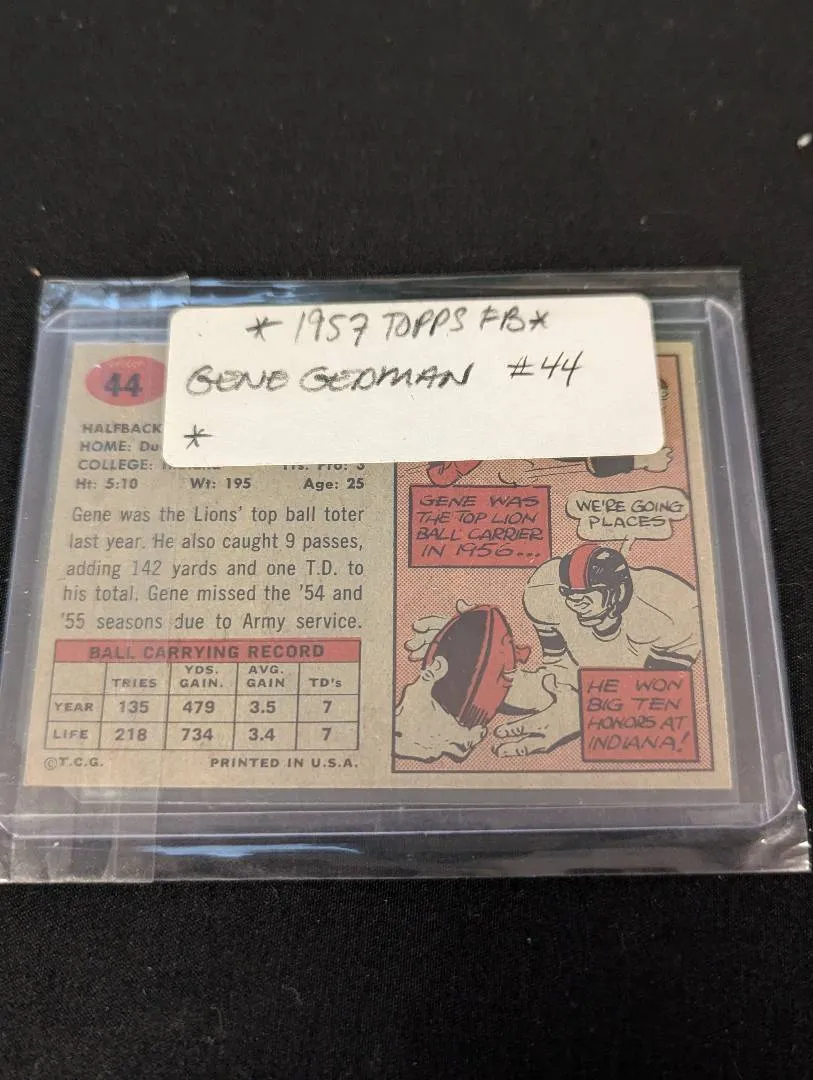 * 1957 TOPPS FB *
GENE GEDMAN #44
*
44
HALFBACK
HOME: Du
COLLEGE:
Ht: 5:10 Wt: 195 Age: 25
Gene was the Lions' top ball toter
last year. He also caught 9 passes,
adding 142 yards and one T.D. to
his total. Gene missed the '54 and
'55 seasons due to Army service.
BALL CARRYING RECORD
TRIES YDS. GAIN. AVG. GAIN TD's
YEAR 135 479 3.5 7
LIFE 218 734 3.4 7
©T.C.G. PRINTED IN U.S.A.
GENE WAS
THE TOP LION
BALL CARRIER
IN 1956...
WE'RE GOING
PLACES
HE WON
BIG TEN
HONORS AT
INDIANA!